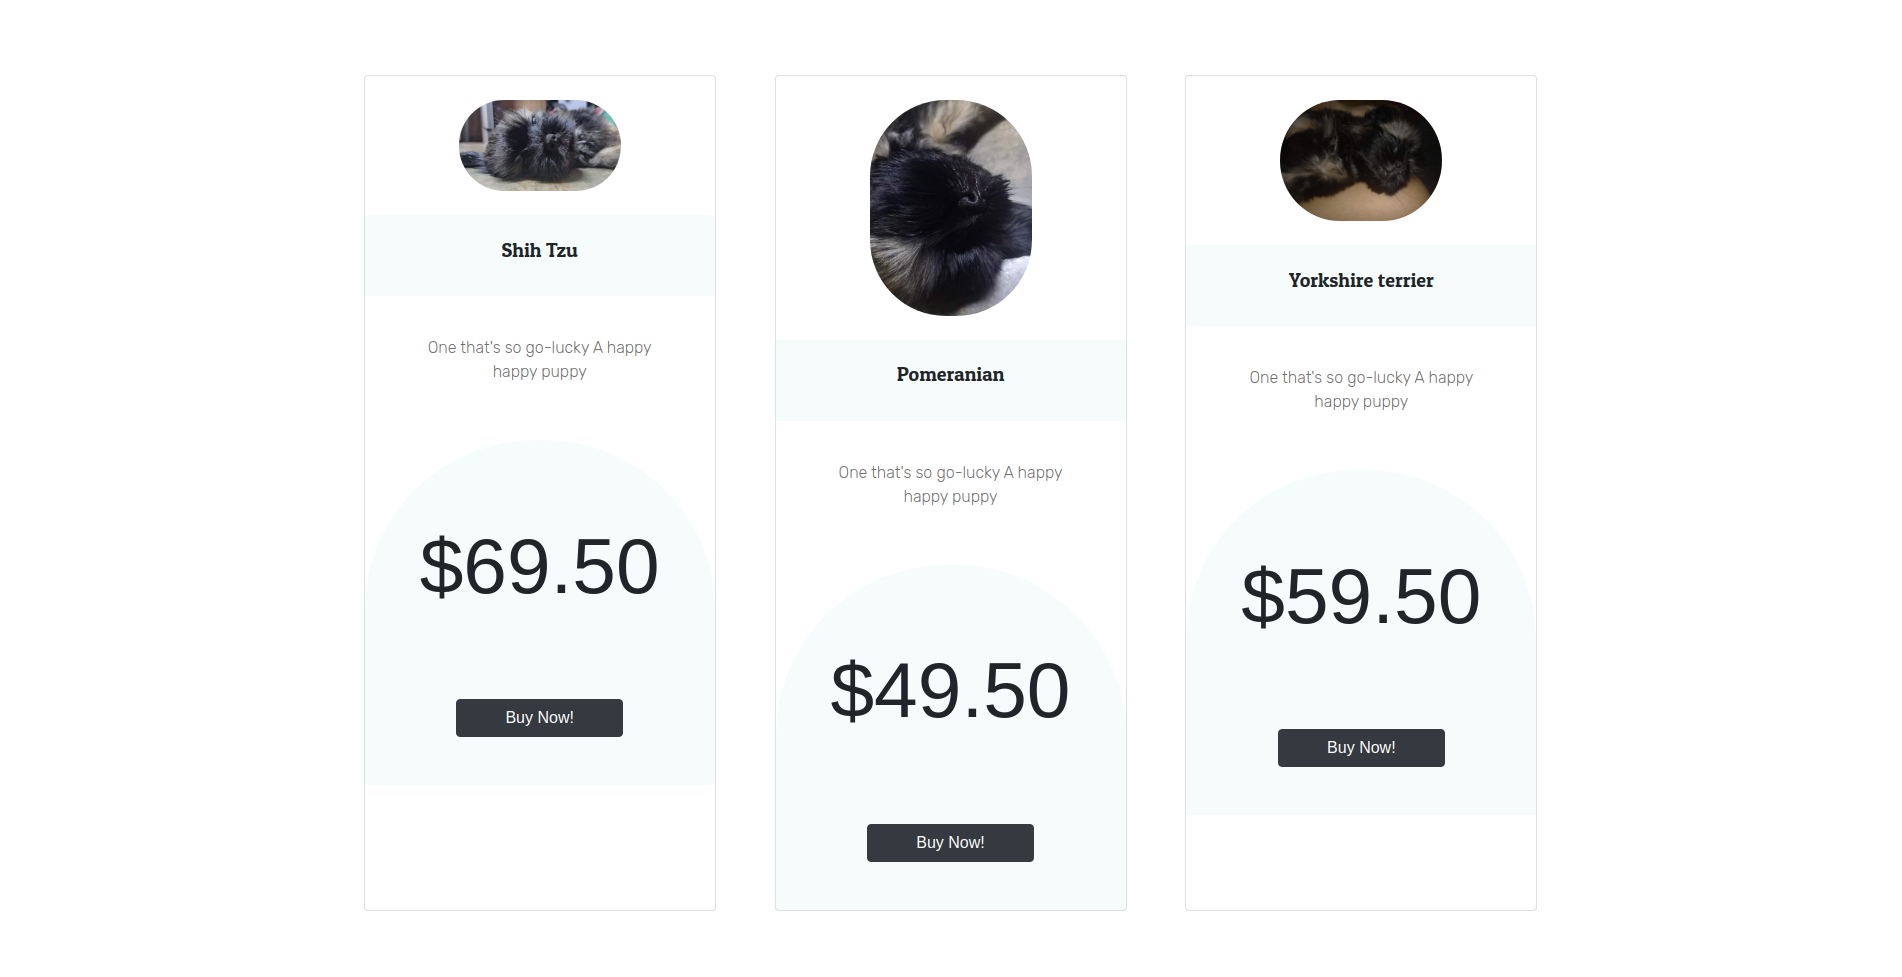 Shih Tzu
One that's so go-lucky A happy
happy puppy
$69.50
Buy Now!
Pomeranian
One that's so go-lucky A happy
happy puppy
$49.50
Buy Now!
Yorkshire terrier
One that's so go-lucky A happy
happy puppy
$59.50
Buy Now!